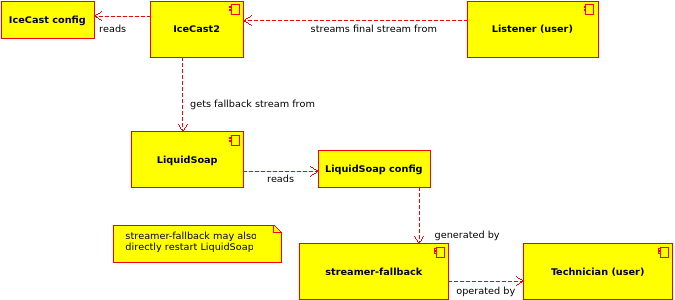 IceCast config
reads
IceCast2
streams final stream from
Listener (user)
gets fallback stream from
LiquidSoap
reads
LiquidSoap config
streamer-fallback may also
directly restart LiquidSoap
generated by
streamer-fallback
operated by
Technician (user)